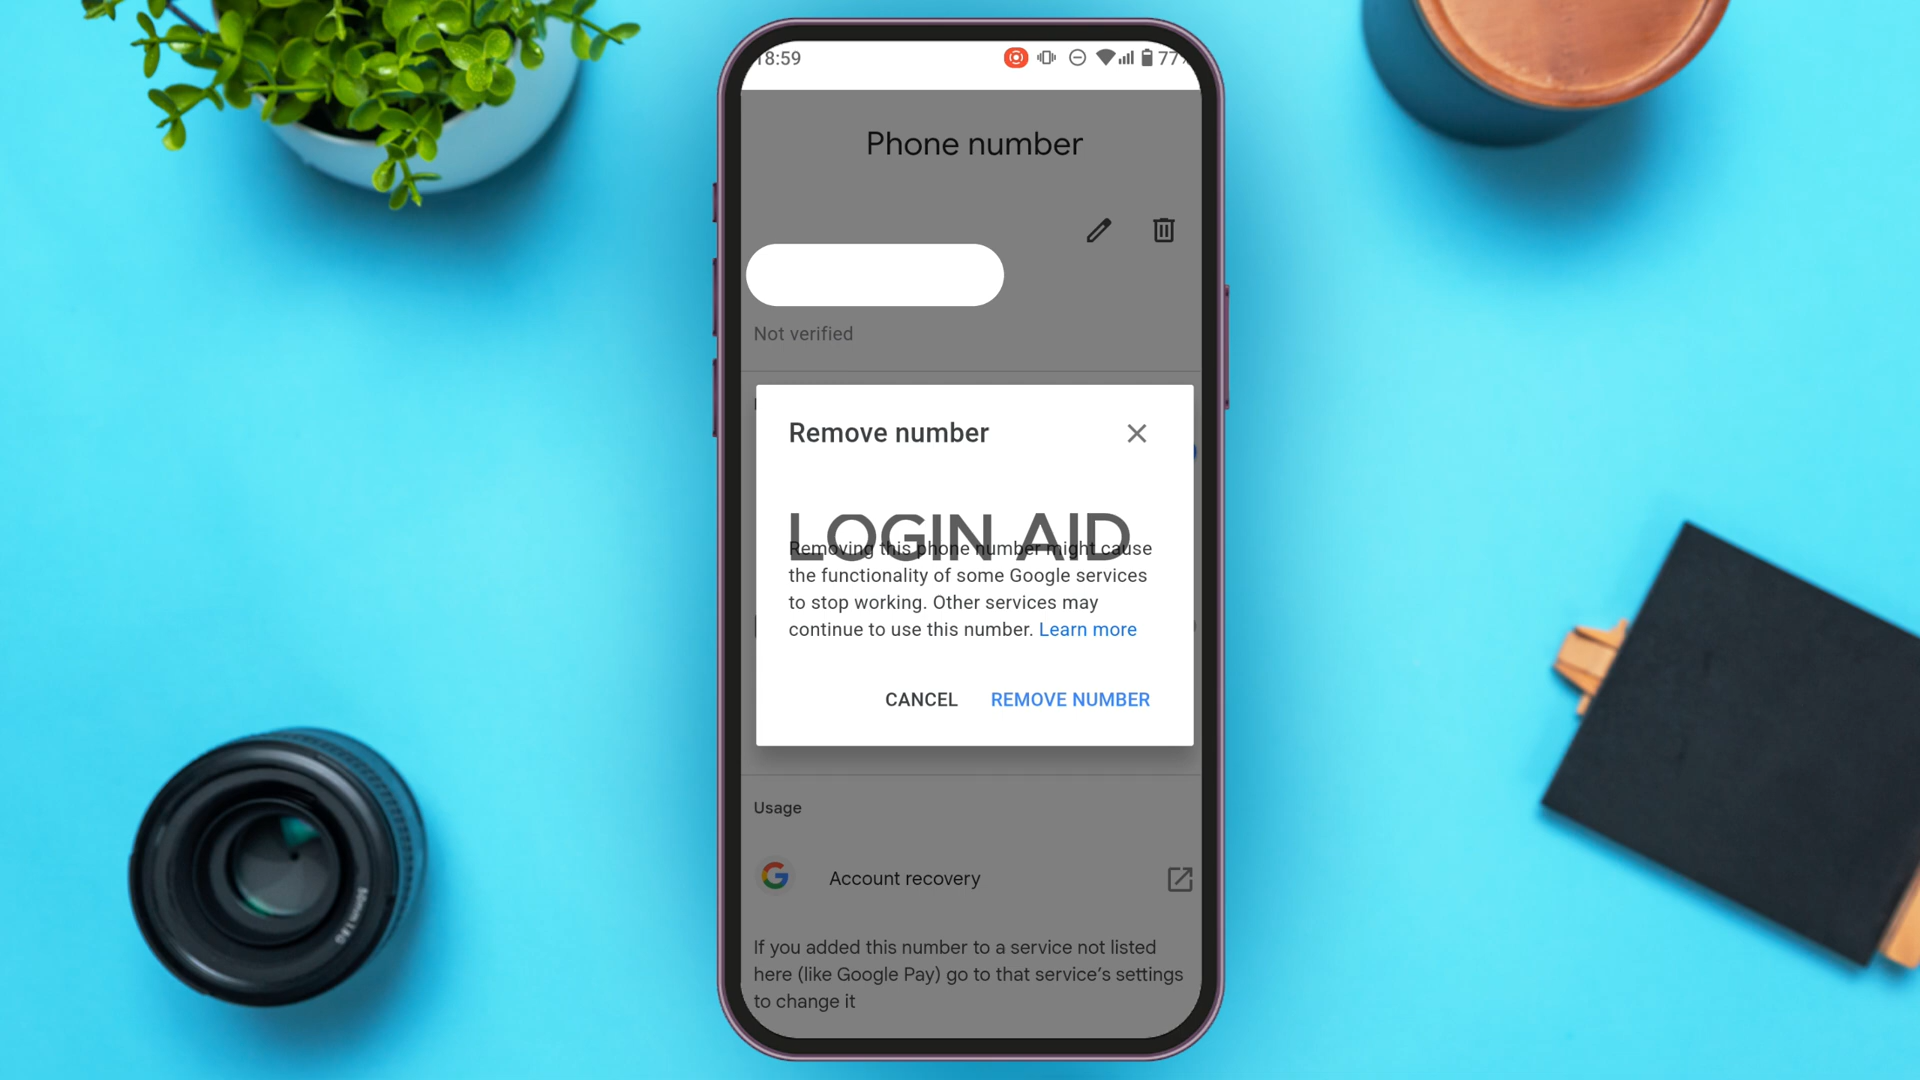 18:59
77%
Phone number
Not verified
Remove number
LOGIN AID
Removing this phone number might cause
the functionality of some Google services
to stop working. Other services may
continue to use this number. Learn more
CANCEL REMOVE NUMBER
Usage
G Account recovery
If you added this number to a service not listed
here (like Google Pay) go to that service’s settings
to change it